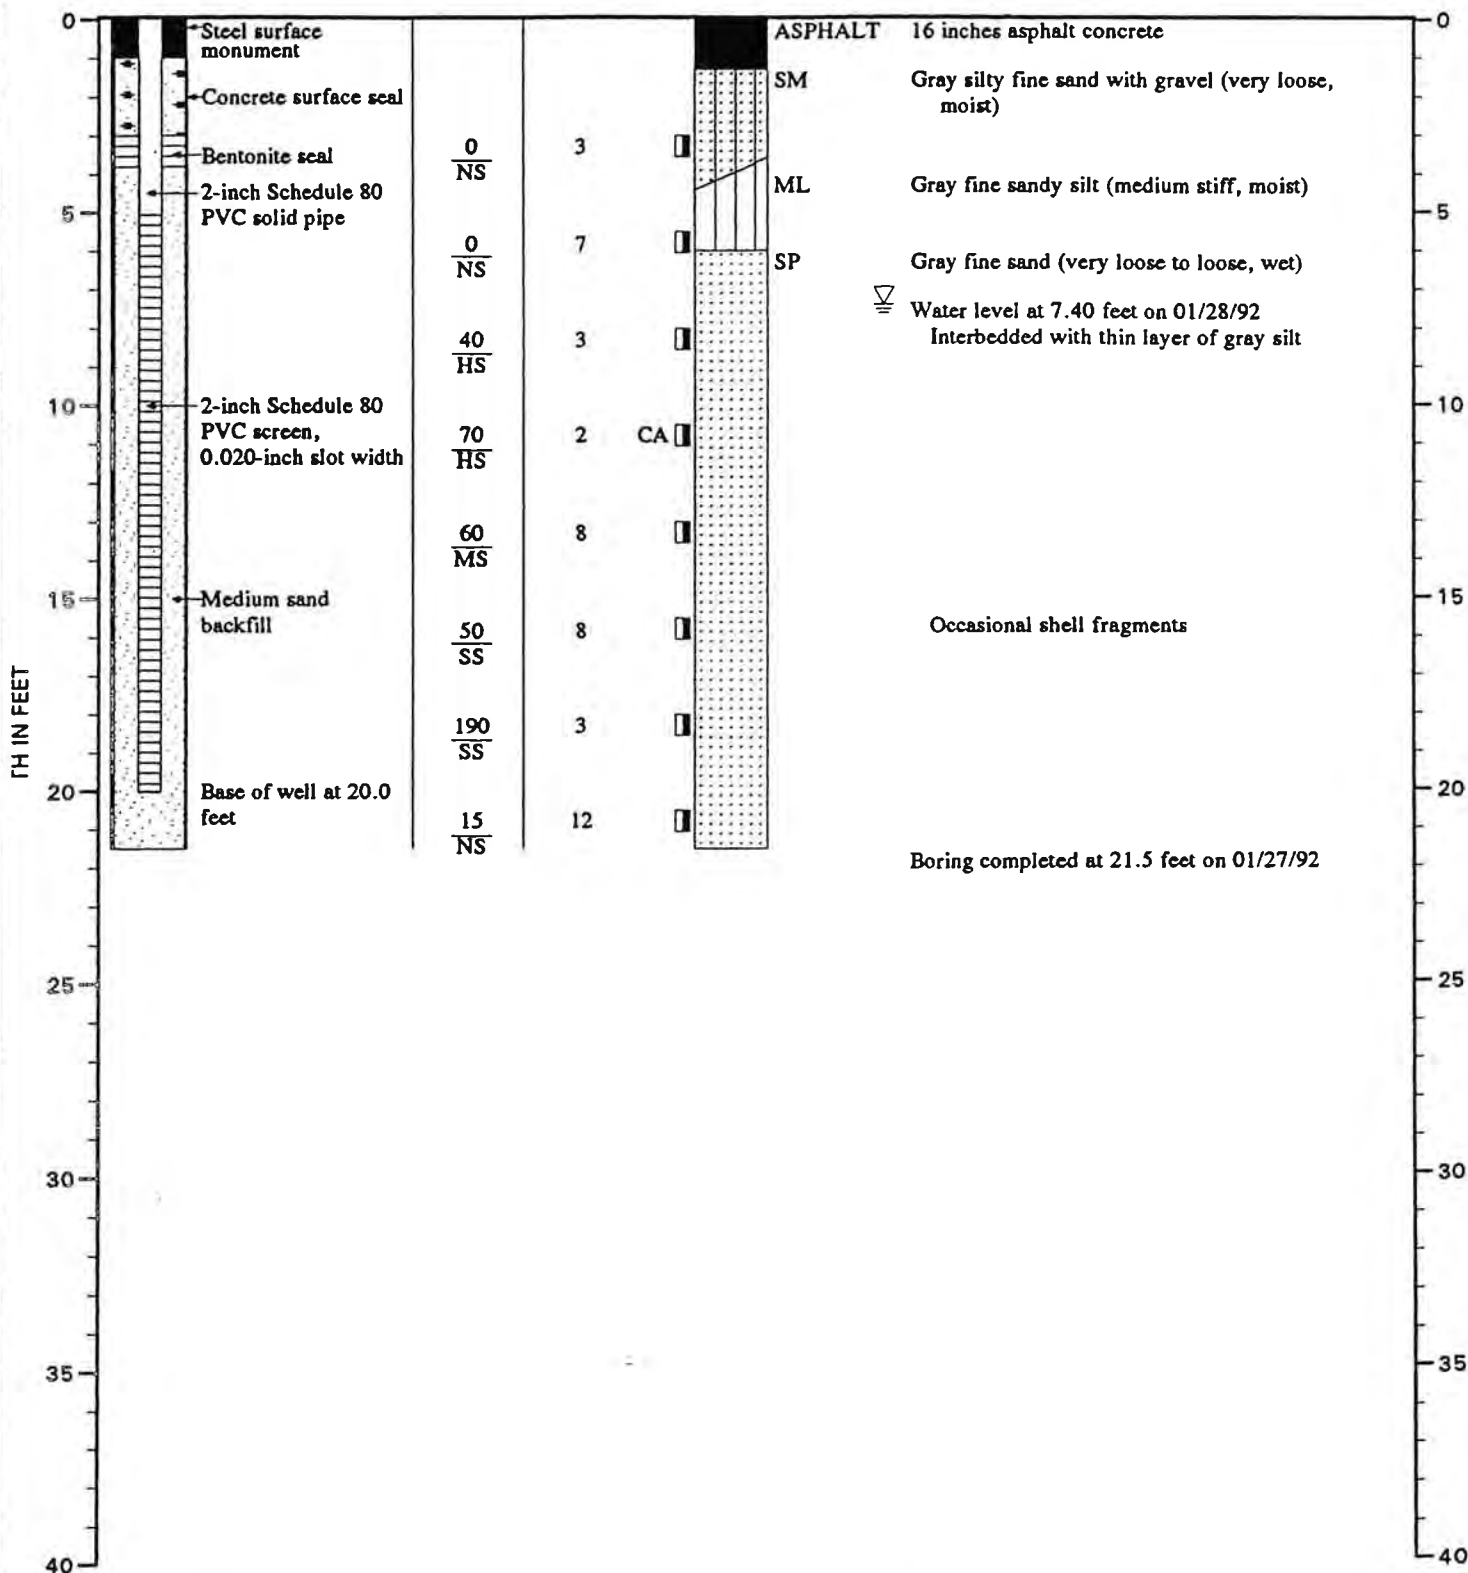 0
Steel surface
monument
ASPHALT 16 inches asphalt concrete
0
SM Gray silty fine sand with gravel (very loose,
moist)
Concrete surface seal
Bentonite seal
0
NS
3
2-inch Schedule 80
PVC solid pipe
ML Gray fine sandy silt (medium stiff, moist)
5
5
0
NS
7
SP Gray fine sand (very loose to loose, wet)
Water level at 7.40 feet on 01/28/92
Interbedded with thin layer of gray silt
40
HS
3
10
2-inch Schedule 80
PVC screen,
0.020-inch slot width
10
70
HS
2 CA
60
MS
8
15
Medium sand
backfill
15
50
SS
8
Occasional shell fragments
TH IN FEET
190
SS
3
20
Base of well at 20.0
feet
20
15
NS
12
Boring completed at 21.5 feet on 01/27/92
25
25
30
30
35
35
40
40